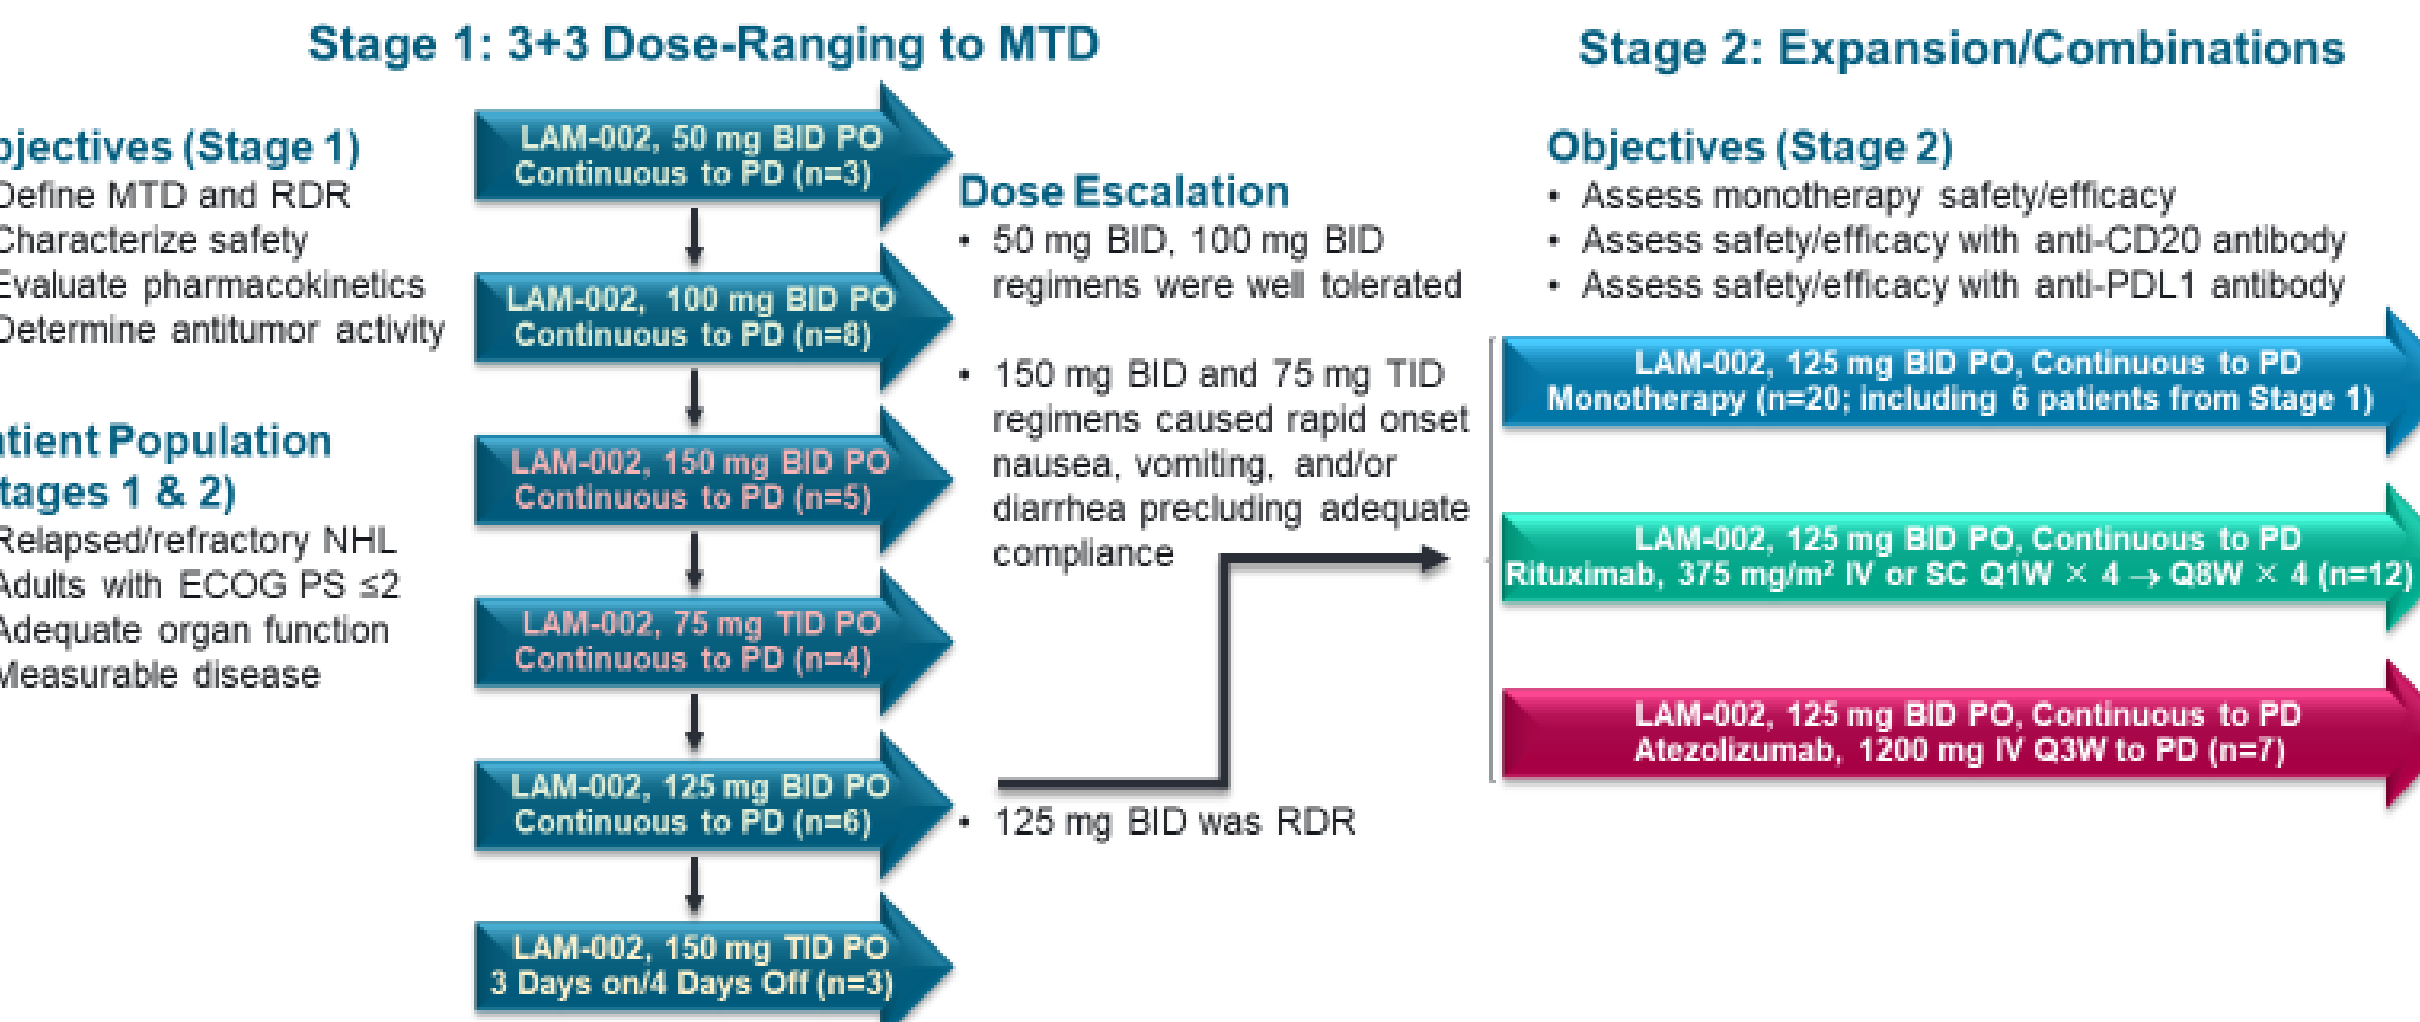 Stage 1: 3+3 Dose-Ranging to MTD
bjectives (Stage 1)
Define MTD and RDR
Characterize safety
Evaluate pharmacokinetics
Determine antitumor activity
atient Population
tages 1 & 2)
Relapsed/refractory NHL
Adults with ECOG PS ≤2
Adequate organ function
Measurable disease
LAM-002, 50 mg BID PO
Continuous to PD (n=3)
LAM-002, 100 mg BID PO
Continuous to PD (n=8)
LAM-002, 150 mg BID PO
Continuous to PD (n=5)
LAM-002, 75 mg TID PO
Continuous to PD (n=4)
LAM-002, 125 mg BID PO
Continuous to PD (n=6)
LAM-002, 150 mg TID PO
3 Days on/4 Days Off (n=3)
Dose Escalation
• 50 mg BID, 100 mg BID
regimens were well tolerated
• 150 mg BID and 75 mg TID
regimens caused rapid onset
nausea, vomiting, and/or
diarrhea precluding adequate
compliance
• 125 mg BID was RDR
Stage 2: Expansion/Combinations
Objectives (Stage 2)
• Assess monotherapy safety/efficacy
• Assess safety/efficacy with anti-CD20 antibody
• Assess safety/efficacy with anti-PDL1 antibody
LAM-002, 125 mg BID PO, Continuous to PD
Monotherapy (n=20; including 6 patients from Stage 1)
LAM-002, 125 mg BID PO, Continuous to PD
Rituximab, 375 mg/m² IV or SC Q1W × 4 → Q8W × 4 (n=12)
LAM-002, 125 mg BID PO, Continuous to PD
Atezolizumab, 1200 mg IV Q3W to PD (n=7)